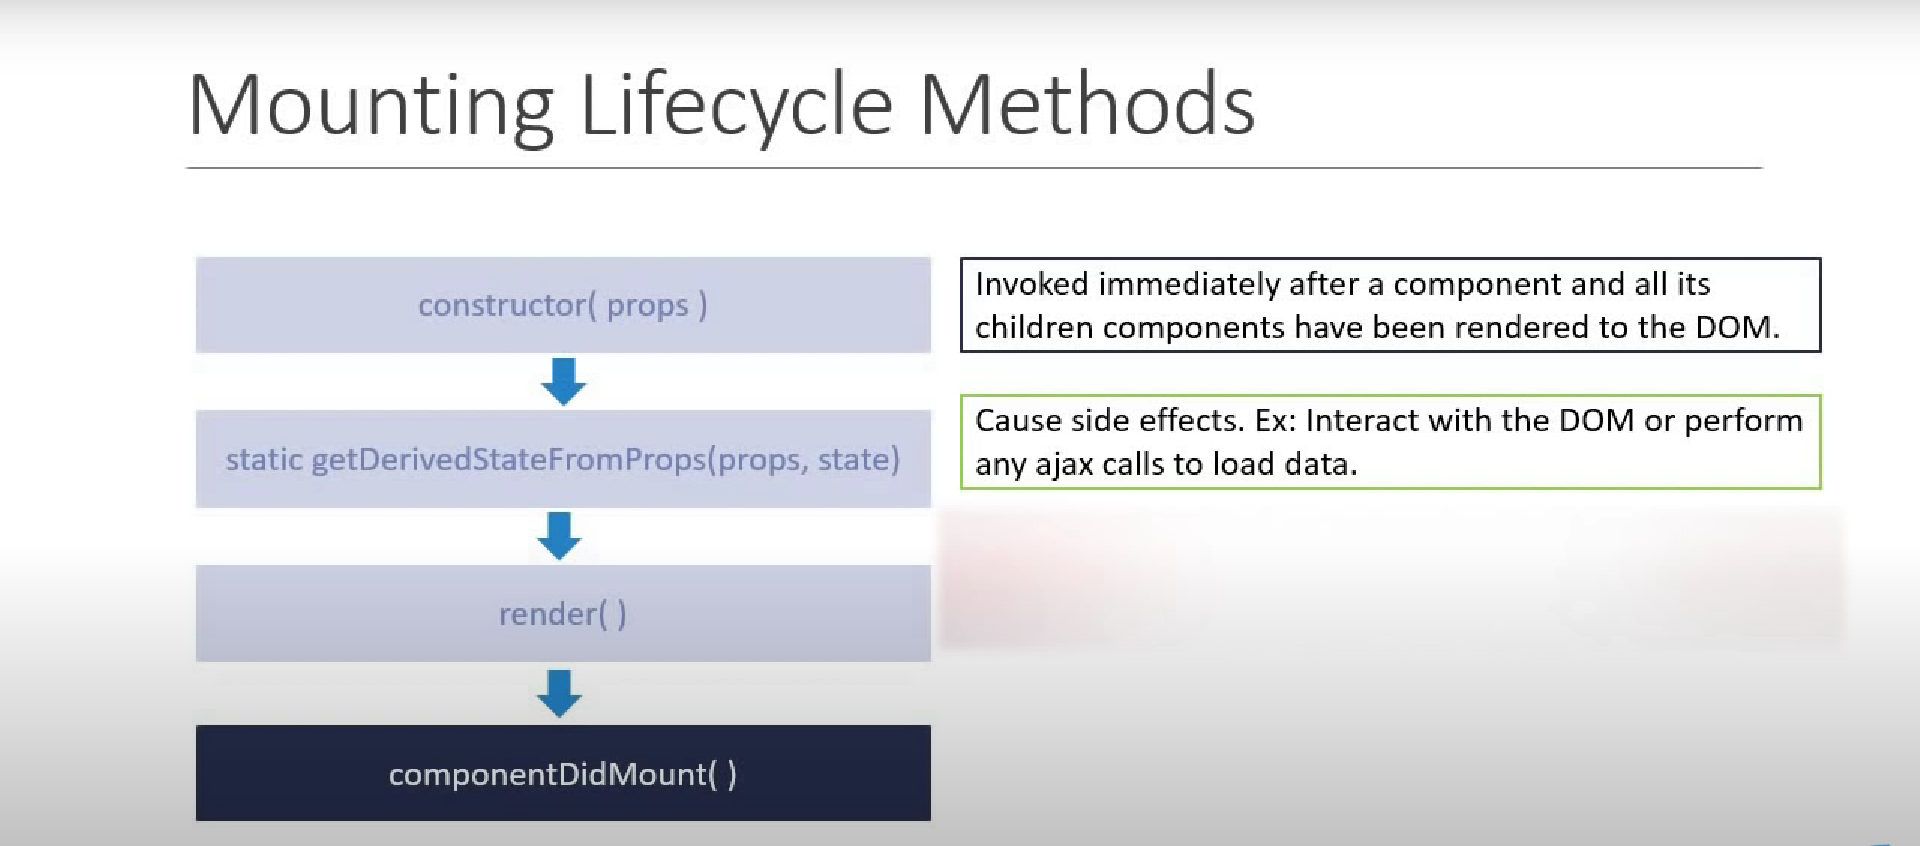 Mounting Lifecycle Methods
constructor( props )
static getDerivedStateFromProps(props, state)
render( )
componentDidMount( )
Invoked immediately after a component and all its
children components have been rendered to the DOM.
Cause side effects. Ex: Interact with the DOM or perform
any ajax calls to load data.